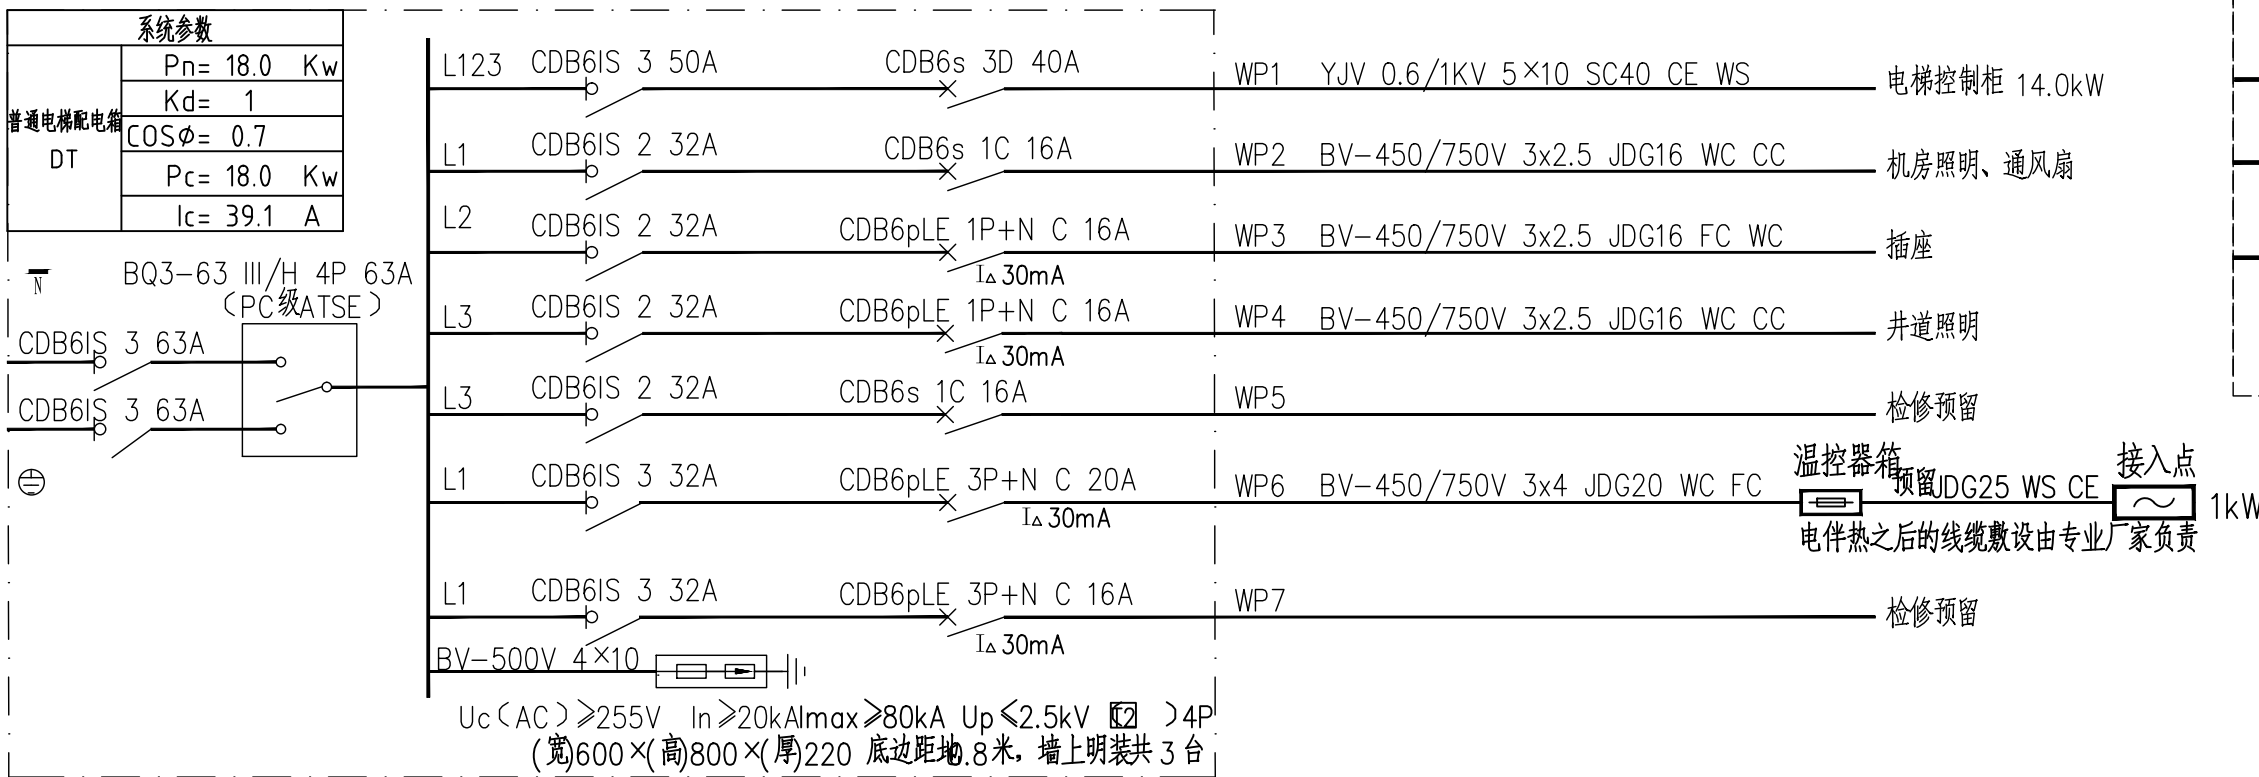 系统参数
普通电梯配电箱
DT
Pn= 18.0 Kw
Kd= 1
COSφ= 0.7
Pc= 18.0 Kw
Ic= 39.1 A
N
BQ3-63 III/H 4P 63A
(PC级ATSE)
CDB6IS 3 63A
CDB6IS 3 63A
L123 CDB6IS 3 50A CDB6s 3D 40A WP1 YJV 0.6/1KV 5×10 SC40 CE WS 电梯控制柜 14.0kW
L1 CDB6IS 2 32A CDB6s 1C 16A WP2 BV-450/750V 3x2.5 JDG16 WC CC 机房照明、通风扇
L2 CDB6IS 2 32A CDB6pLE 1P+N C 16A WP3 BV-450/750V 3x2.5 JDG16 FC WC 插座
I△ 30mA
L3 CDB6IS 2 32A CDB6pLE 1P+N C 16A WP4 BV-450/750V 3x2.5 JDG16 WC CC 井道照明
I△ 30mA
L3 CDB6IS 2 32A CDB6s 1C 16A WP5 检修预留
L1 CDB6IS 3 32A CDB6pLE 3P+N C 20A WP6 BV-450/750V 3x4 JDG20 WC FC 温控器箱 预留JDG25 WS CE 接入点 1kW
I△ 30mA
电伴热之后的线缆敷设由专业厂家负责
L1 CDB6IS 3 32A CDB6pLE 3P+N C 16A WP7 检修预留
I△ 30mA
BV-500V 4×10
Uc(AC)≥255V In≥20kA Imax≥80kA Up≤2.5kV T2 )4P
(宽)600×(高)800×(厚)220 底边距地0.8米，墙上明装共 3 台